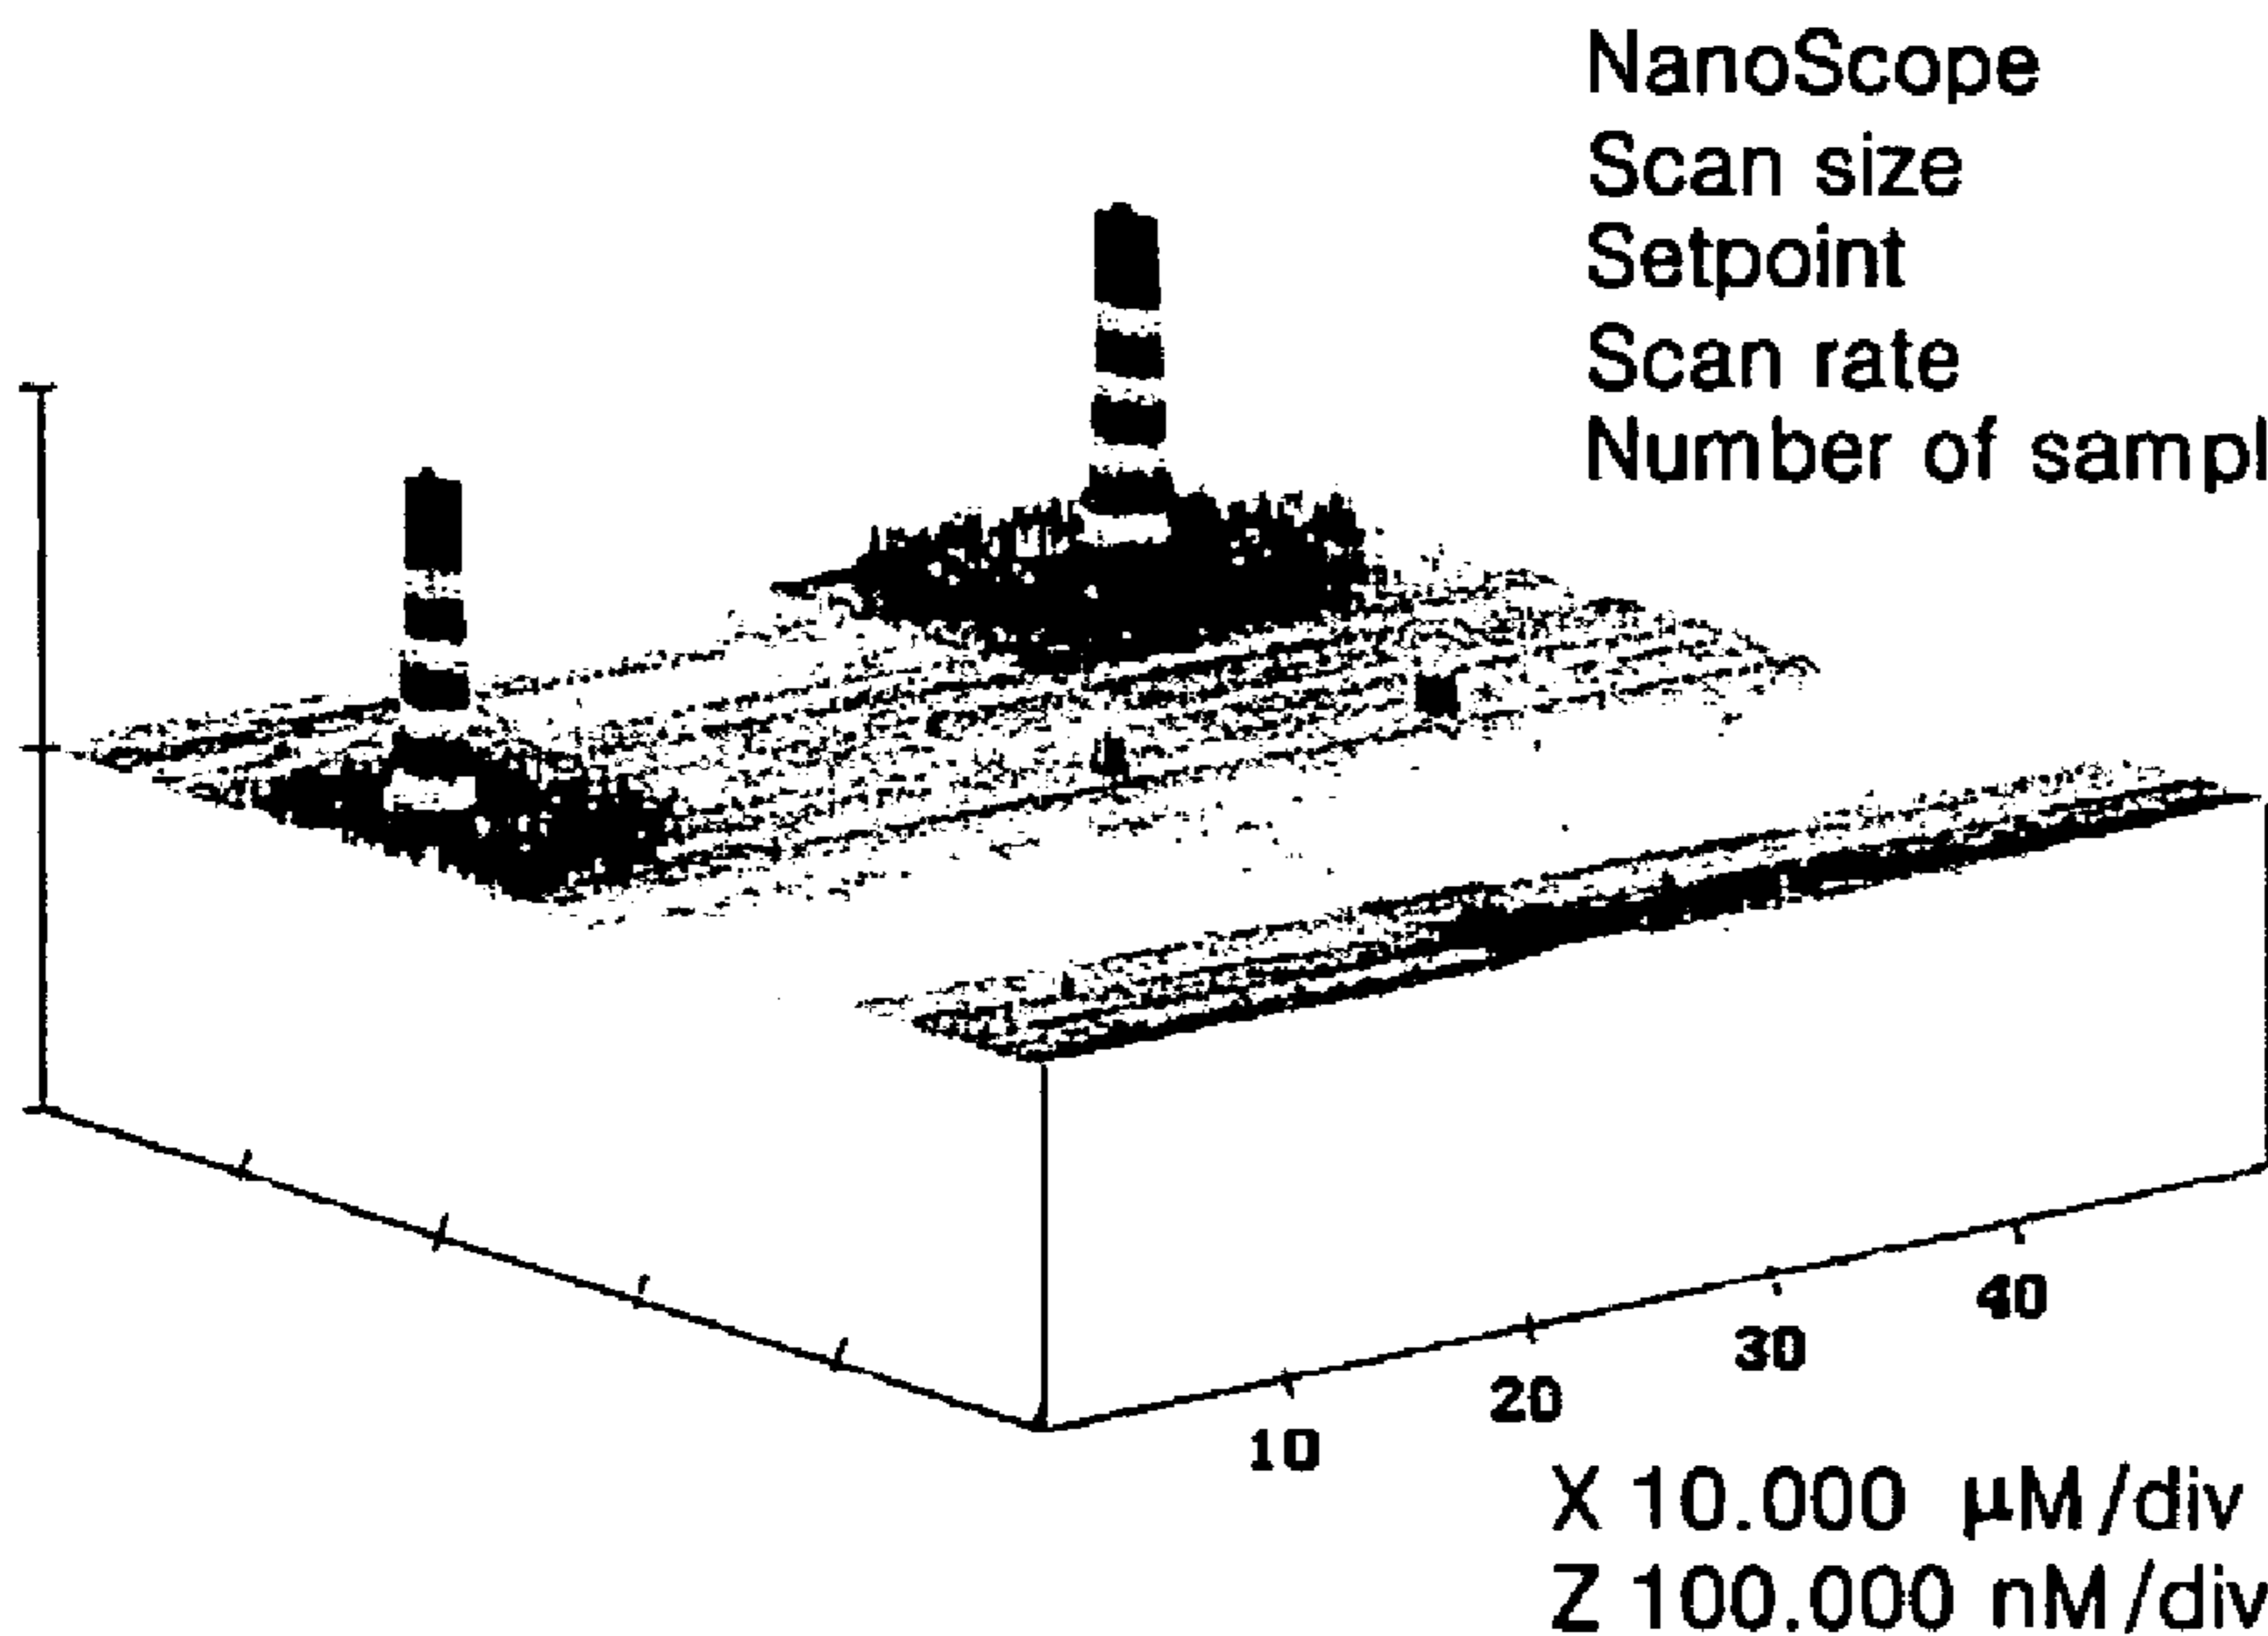 NanoScope
Scan size
Setpoint
Scan rate
Number of sampl
40
30
20
10
X 10.000 µM/div
Z 100.000 nM/div